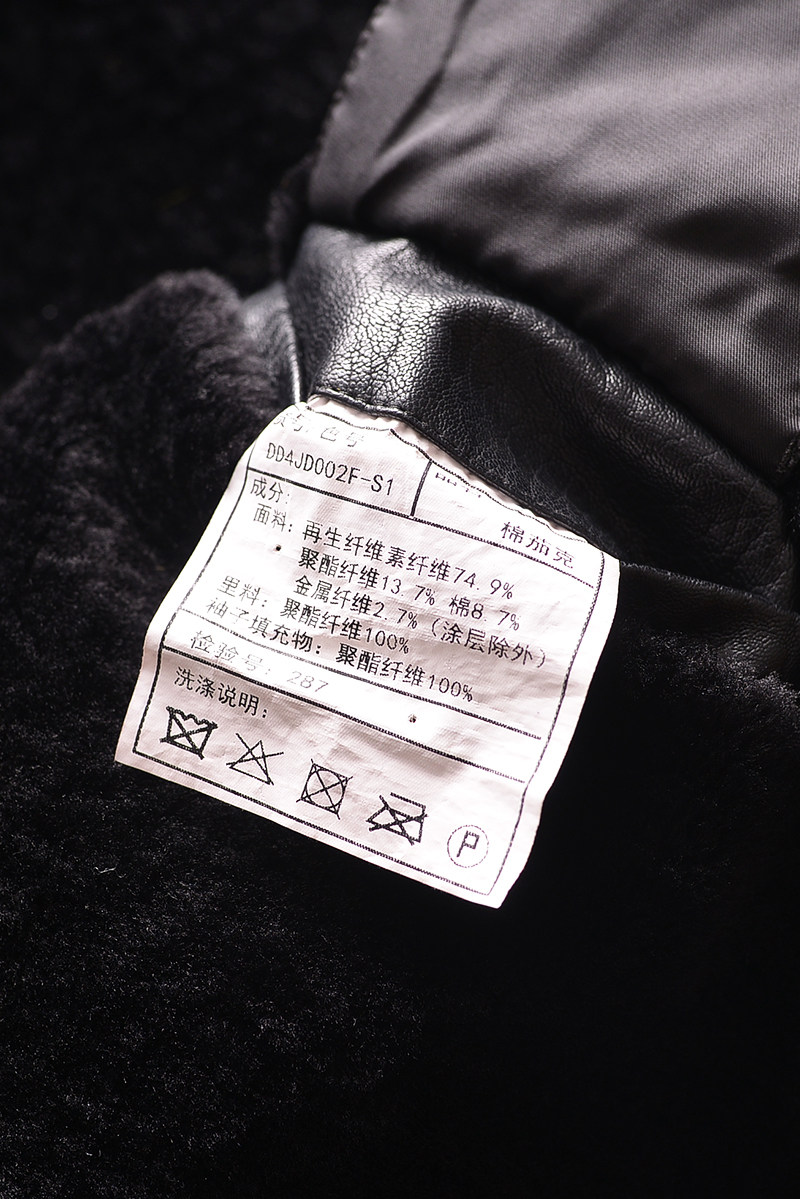 色号
DD4JD002F-S1
棉茄克
成分:
面料: 再生纤维素纤维74.9%
聚酯纤维13.7% 棉8.7%
金属纤维2.7% (涂层除外)
里料: 聚酯纤维100%
袖子填充物: 聚酯纤维100%
检验号: 287
洗涤说明:
P